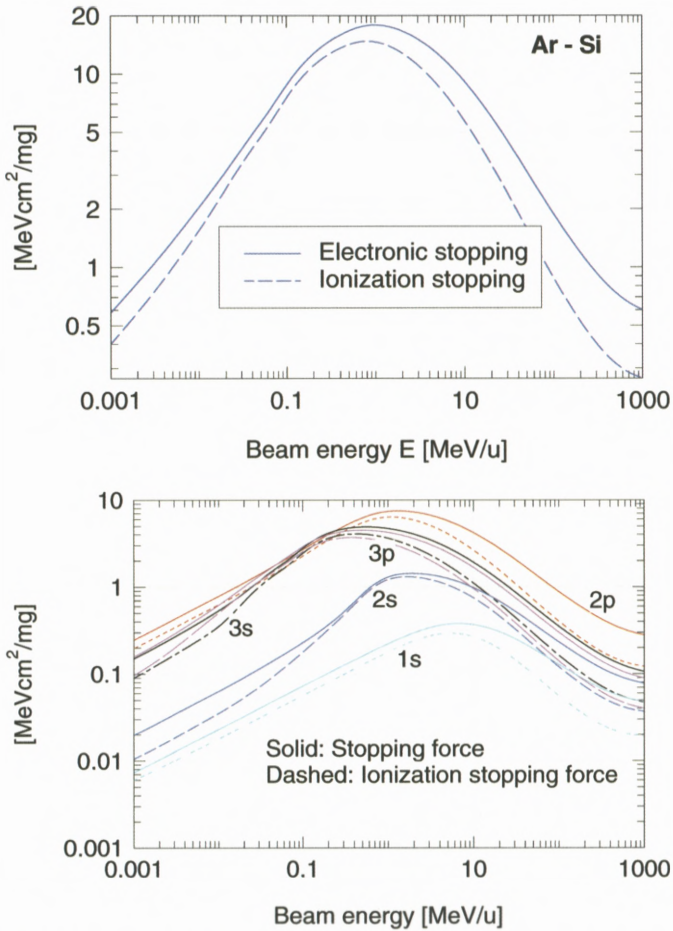 20
Ar - Si
10
5
2
1
0.5
[MeVcm²/mg]
Electronic stopping
Ionization stopping
0.001
0.1
10
1000
Beam energy E [MeV/u]
10
1
0.1
0.01
0.001
[MeVcm²/mg]
3p
2p
2s
3s
1s
Solid: Stopping force
Dashed: Ionization stopping force
0.001
0.1
10
1000
Beam energy [MeV/u]